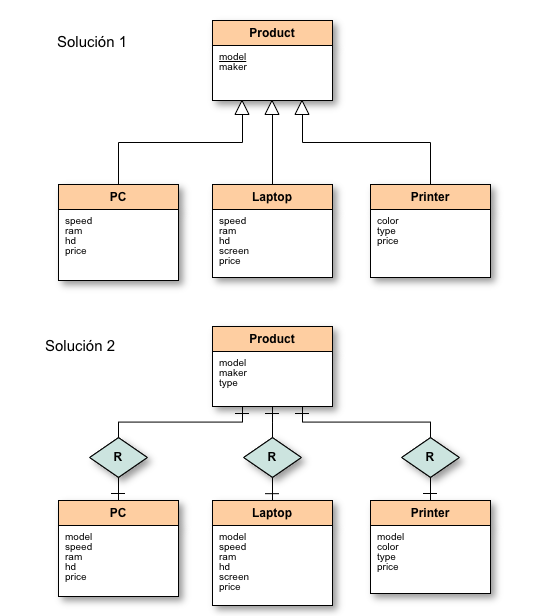 Solución 1
Product
model
maker
PC
speed
ram
hd
price
Laptop
speed
ram
hd
screen
price
Printer
color
type
price
Solución 2
Product
model
maker
type
R
R
R
PC
model
speed
ram
hd
price
Laptop
model
speed
ram
hd
screen
price
Printer
model
color
type
price